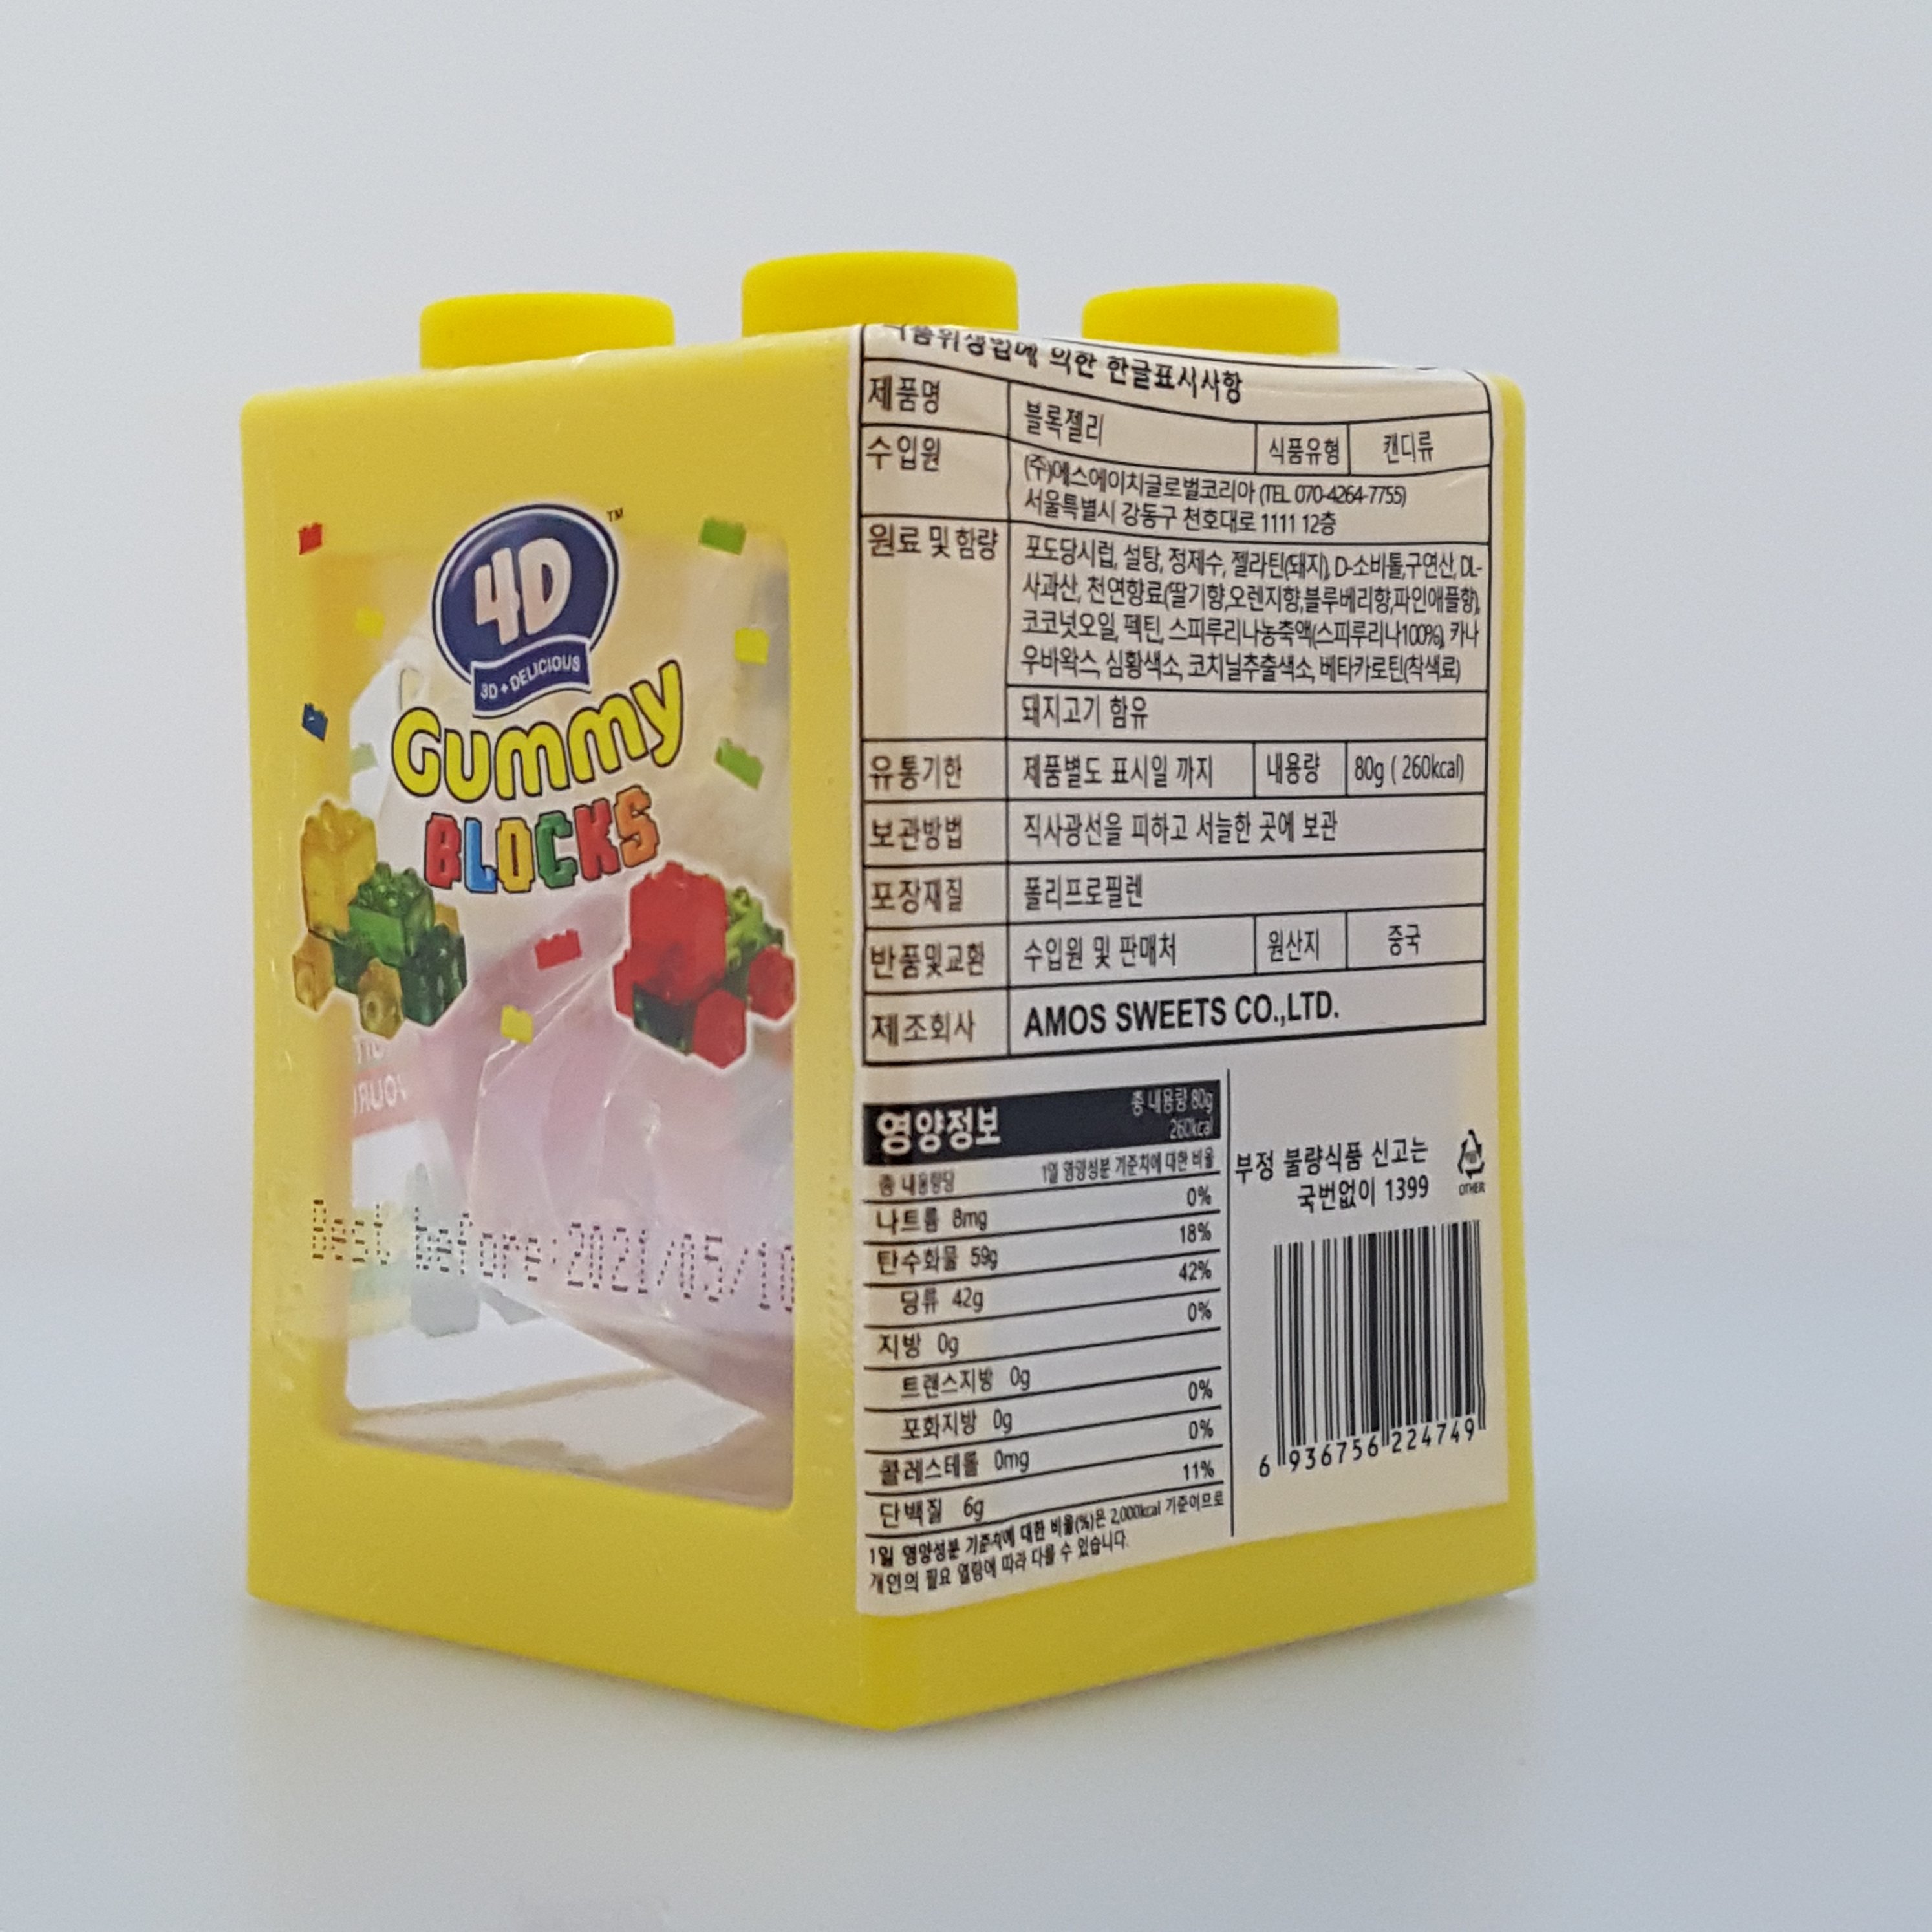 4D
TM
3D + DELICIOUS
Gummy
BLOCKS
Best before:2021/05/10
식품위생법에 의한 한글표시사항
제품명
블록젤리
식품유형
캔디류
수입원
(주)에스에이치글로벌코리아 (TEL 070-4264-7755)
서울특별시 강동구 천호대로 1111 12층
원료 및 함량
포도당시럽, 설탕, 정제수, 젤라틴(돼지), D-소비톨,구연산, DL-
사과산, 천연향료(딸기향,오렌지향,블루베리향,파인애플향),
코코넛오일, 펙틴, 스피루리나농축액(스피루리나100%), 카나
우바왁스, 심황색소, 코치닐추출색소, 베타카로틴(착색료)
돼지고기 함유
유통기한
제품별도 표시일 까지
내용량
80g ( 260kcal)
보관방법
직사광선을 피하고 서늘한 곳에 보관
포장재질
폴리프로필렌
반품및교환
수입원 및 판매처
원산지
중국
제조회사
AMOS SWEETS CO.,LTD.
영양정보
총 내용량 80g
260kcal
총 내용량당
1일 영양성분 기준치에 대한 비율
나트륨 8mg
0%
탄수화물 59g
18%
당류 42g
42%
지방 0g
0%
트랜스지방 0g
포화지방 0g
0%
콜레스테롤 0mg
0%
단백질 6g
11%
1일 영양성분 기준치에 대한 비율(%)은 2,000kcal 기준이므로
개인의 필요 열량에 따라 다를 수 있습니다.
부정 불량식품 신고는
국번없이 1399
OTHER
6 936756 224749